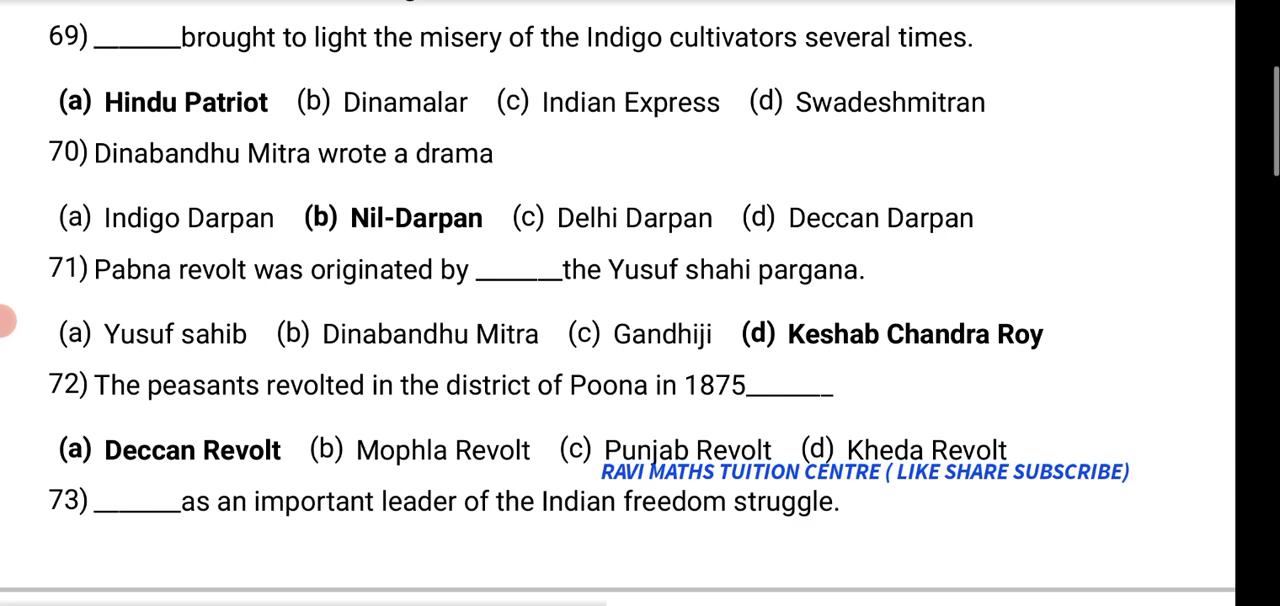 69)______brought to light the misery of the Indigo cultivators several times.
(a) Hindu Patriot (b) Dinamalar (c) Indian Express (d) Swadeshmitran
70) Dinabandhu Mitra wrote a drama
(a) Indigo Darpan (b) Nil-Darpan (c) Delhi Darpan (d) Deccan Darpan
71) Pabna revolt was originated by ______the Yusuf shahi pargana.
(a) Yusuf sahib (b) Dinabandhu Mitra (c) Gandhiji (d) Keshab Chandra Roy
72) The peasants revolted in the district of Poona in 1875______
(a) Deccan Revolt (b) Mophla Revolt (c) Punjab Revolt (d) Kheda Revolt
RAVI MATHS TUITION CENTRE ( LIKE SHARE SUBSCRIBE)
73)______as an important leader of the Indian freedom struggle.